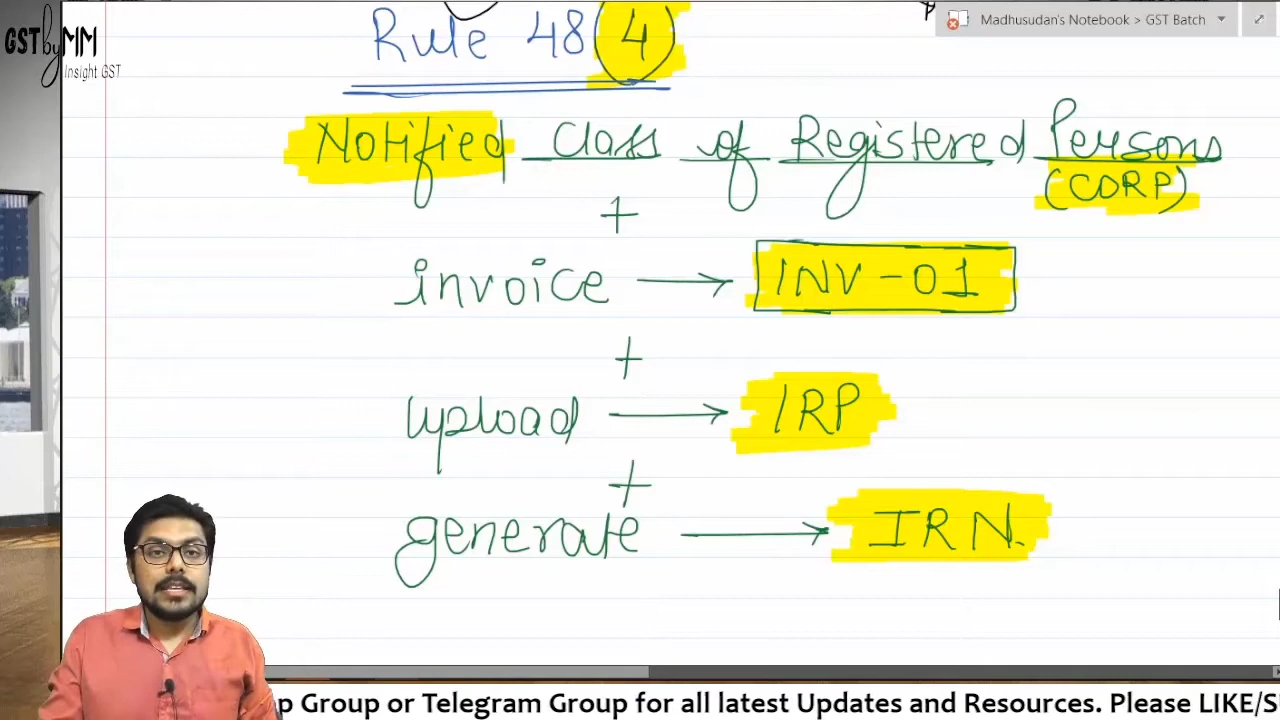 GST by MM
Insight GST
Madhusudan's Notebook > GST Batch
Rule 48(4)
Notified Class of Registered Persons
(CORP)
+
invoice → INV-01
+
upload → IRP
+
generate → IRN.
p Group or Telegram Group for all latest Updates and Resources. Please LIKE/S